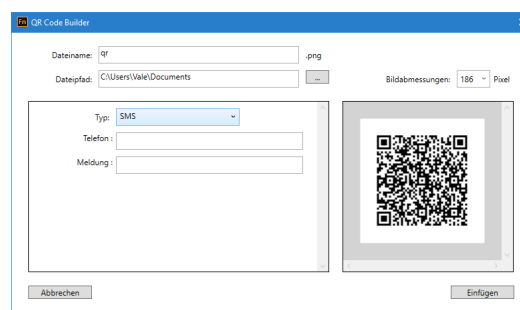 Fm QR Code Builder
Dateiname: qr .png
Dateipfad: C:\Users\Vale\Documents ... Bildabmessungen: 186 Pixel
Typ: SMS
Telefon :
Meldung :
Abbrechen Einfügen